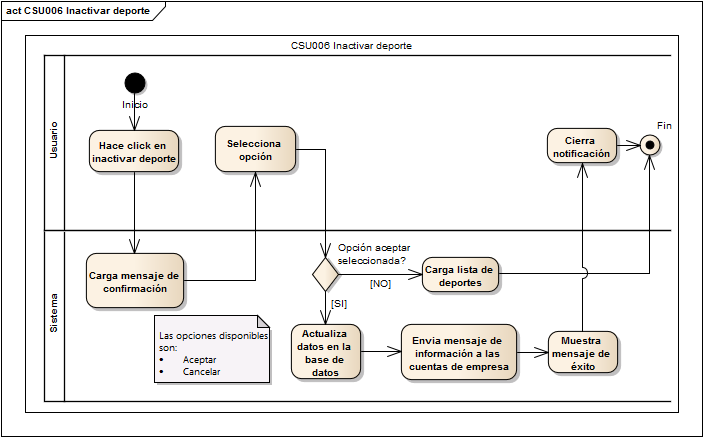 act CSU006 Inactivar deporte
CSU006 Inactivar deporte
Usuario
Inicio
Hace click en
inactivar deporte
Selecciona
opción
Cierra
notificación
Fin
Sistema
Carga mensaje de
confirmación
Opción aceptar
seleccionada?
[NO]
Carga lista de
deportes
[SI]
Las opciones disponibles
son:
• Aceptar
• Cancelar
Actualiza
datos en la
base de
datos
Envia mensaje de
información a las
cuentas de empresa
Muestra
mensaje de
éxito